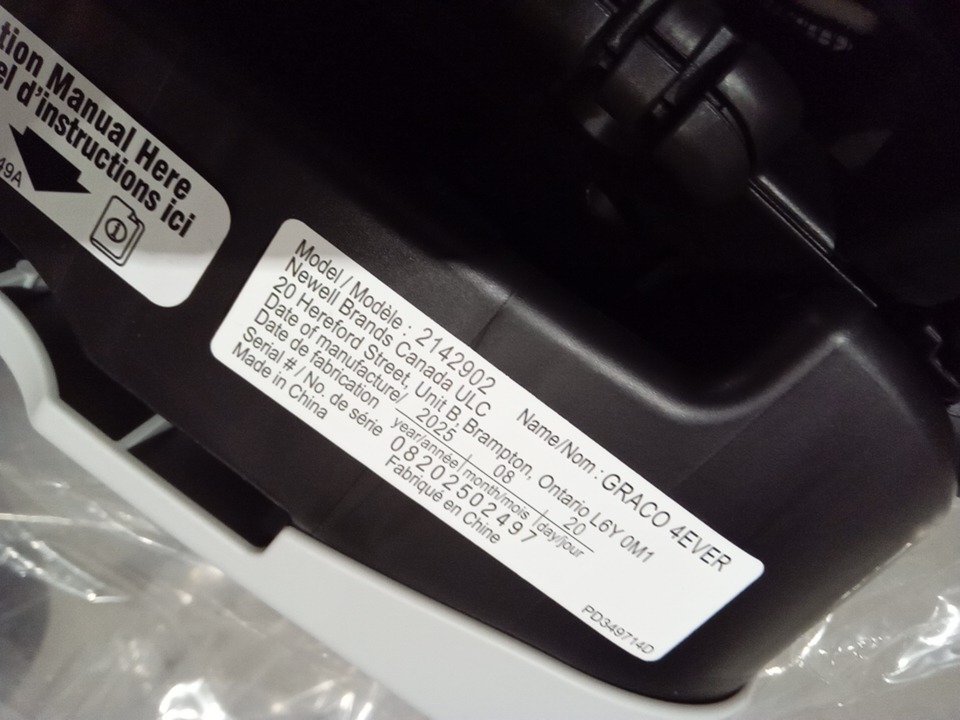 tion Manual Here
el d'instructions ici
49A
Model / Modèle : 2142902 Name/Nom : GRACO 4EVER
Newell Brands Canada ULC
20 Hereford Street, Unit B, Brampton, Ontario L6Y 0M1
Date of manufacture/ 2025 | 08 | 20
Date de fabrication year/année | month/mois | day/jour
Serial # / No. de série 08202502497
Made in China Fabriqué en Chine
PD349714D